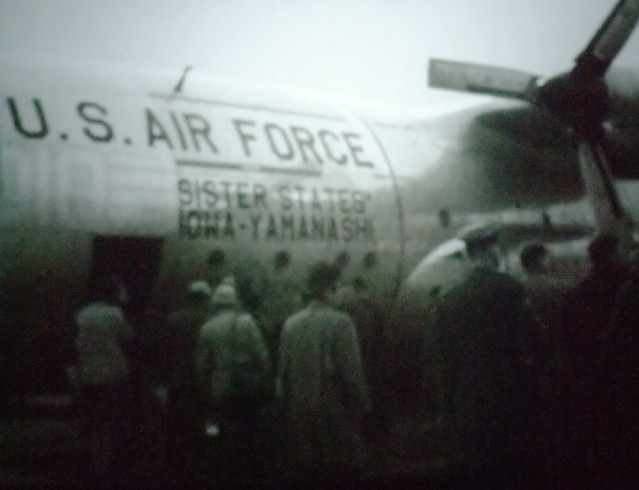 U.S. AIR FORCE
SISTER STATES"
IOWA-YAMANASHI